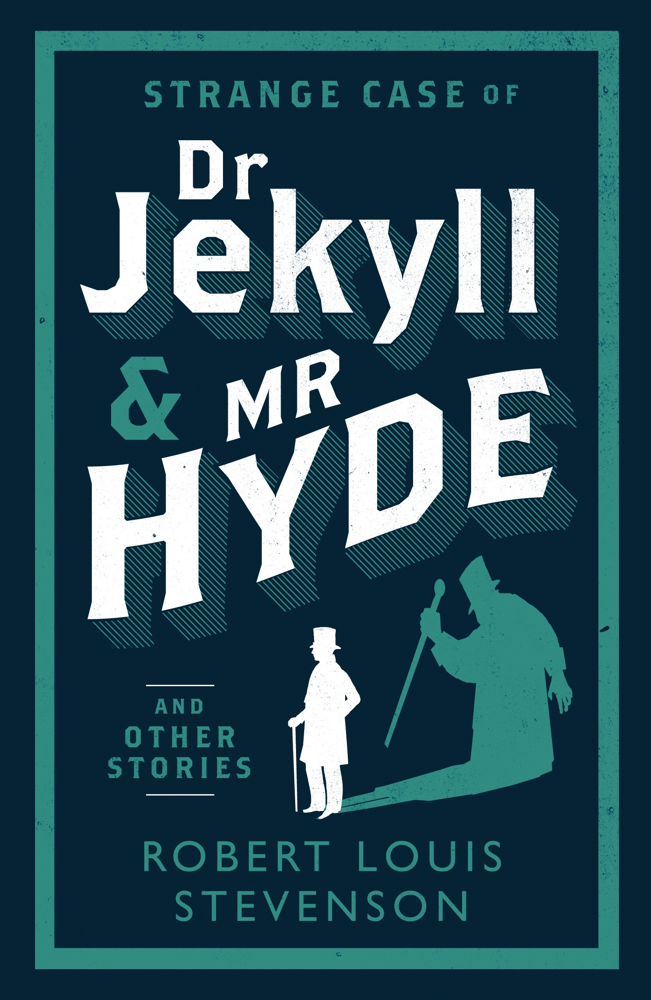 STRANGE CASE OF
Dr
Jekyll
& MR
HYDE
AND
OTHER
STORIES
ROBERT LOUIS
STEVENSON